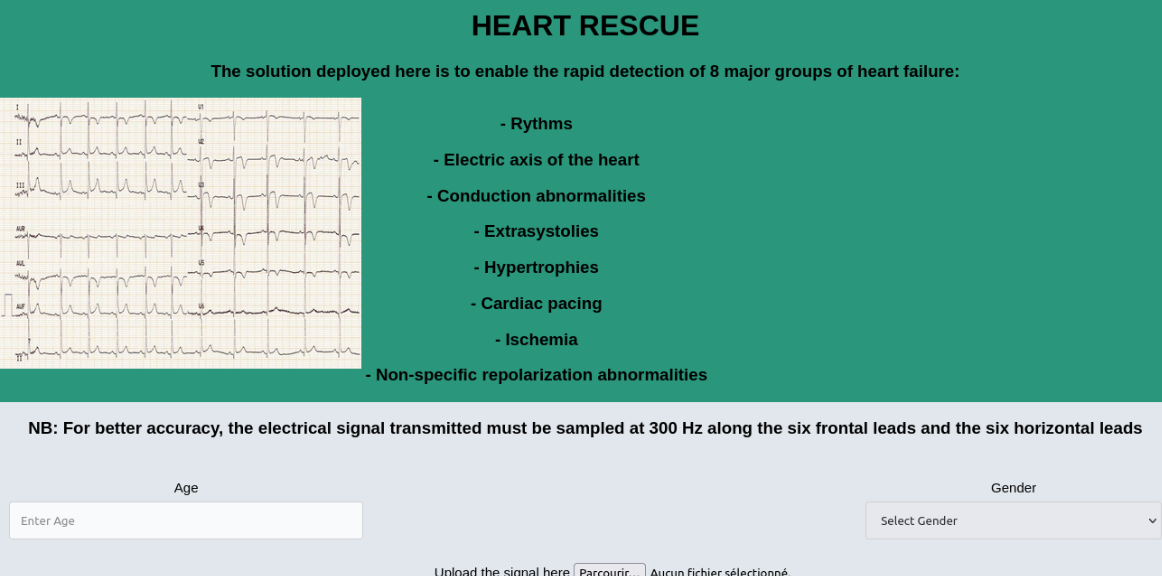 HEART RESCUE
The solution deployed here is to enable the rapid detection of 8 major groups of heart failure:
I
V1
II
V2
III
V3
AVR
V4
AVL
V5
AVF
V6
II
- Rythms
- Electric axis of the heart
- Conduction abnormalities
- Extrasystolies
- Hypertrophies
- Cardiac pacing
- Ischemia
- Non-specific repolarization abnormalities
NB: For better accuracy, the electrical signal transmitted must be sampled at 300 Hz along the six frontal leads and the six horizontal leads
Age
Gender
Enter Age
Select Gender
Upload the signal here Parcourir... Aucun fichier sélectionné.